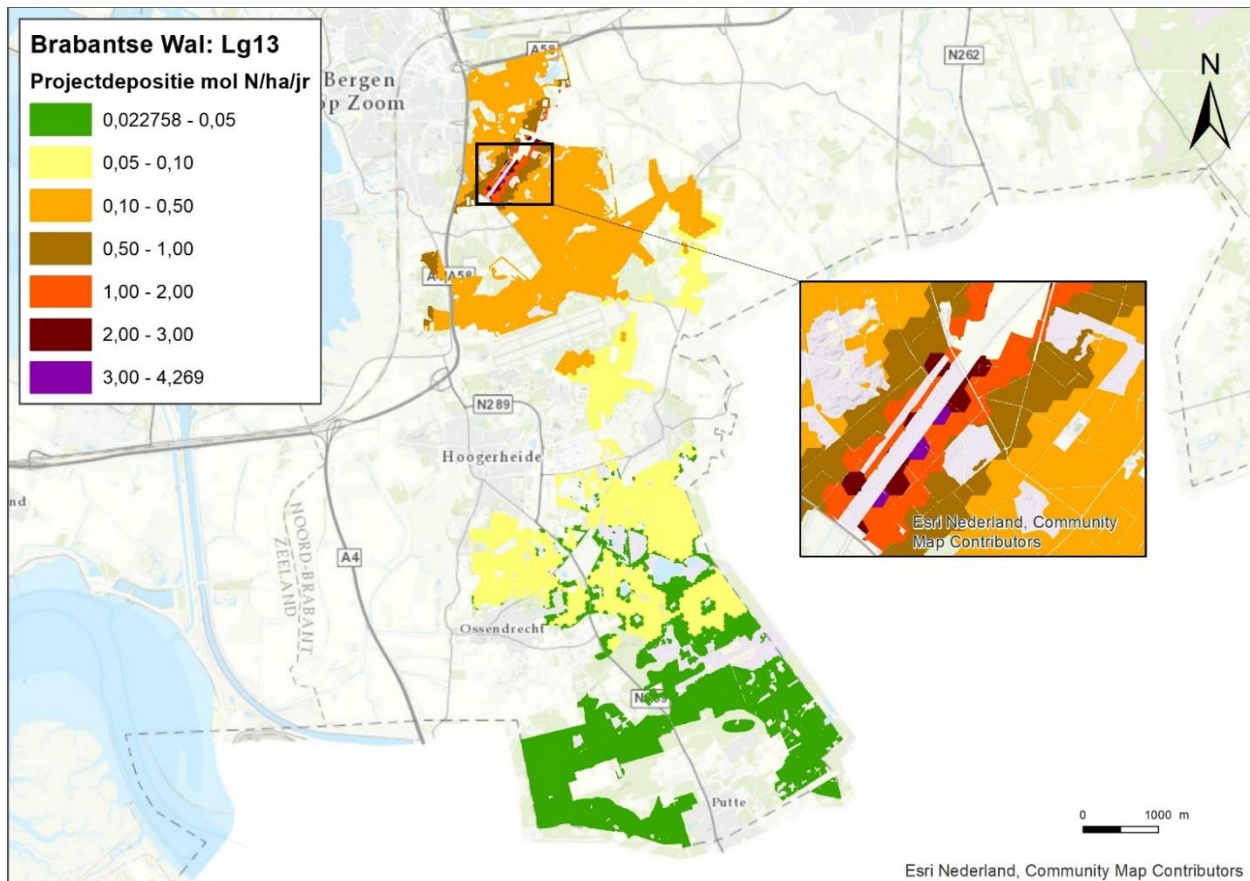 Brabantse Wal: Lg13
Projectdepositie mol N/ha/jr
0,022758 - 0,05
0,05 - 0,10
0,10 - 0,50
0,50 - 1,00
1,00 - 2,00
2,00 - 3,00
3,00 - 4,269
A58
Bergen
op Zoom
N262
N
A58
N289
Hoogerheide
nd
NOORD-BRABANT
ZEELAND
A4
Ossendrecht
Putte
Esri Nederland, Community
Map Contributors
0 1000 m
Esri Nederland, Community Map Contributors